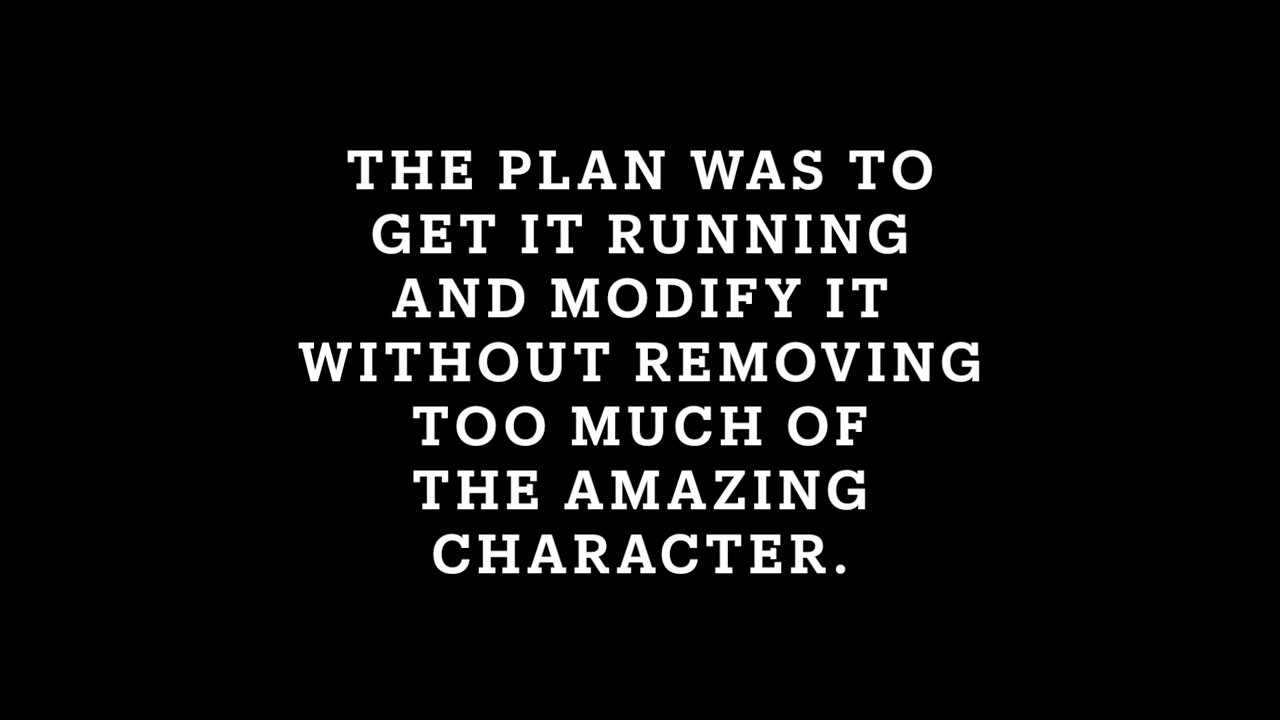 THE PLAN WAS TO
GET IT RUNNING
AND MODIFY IT
WITHOUT REMOVING
TOO MUCH OF
THE AMAZING
CHARACTER.